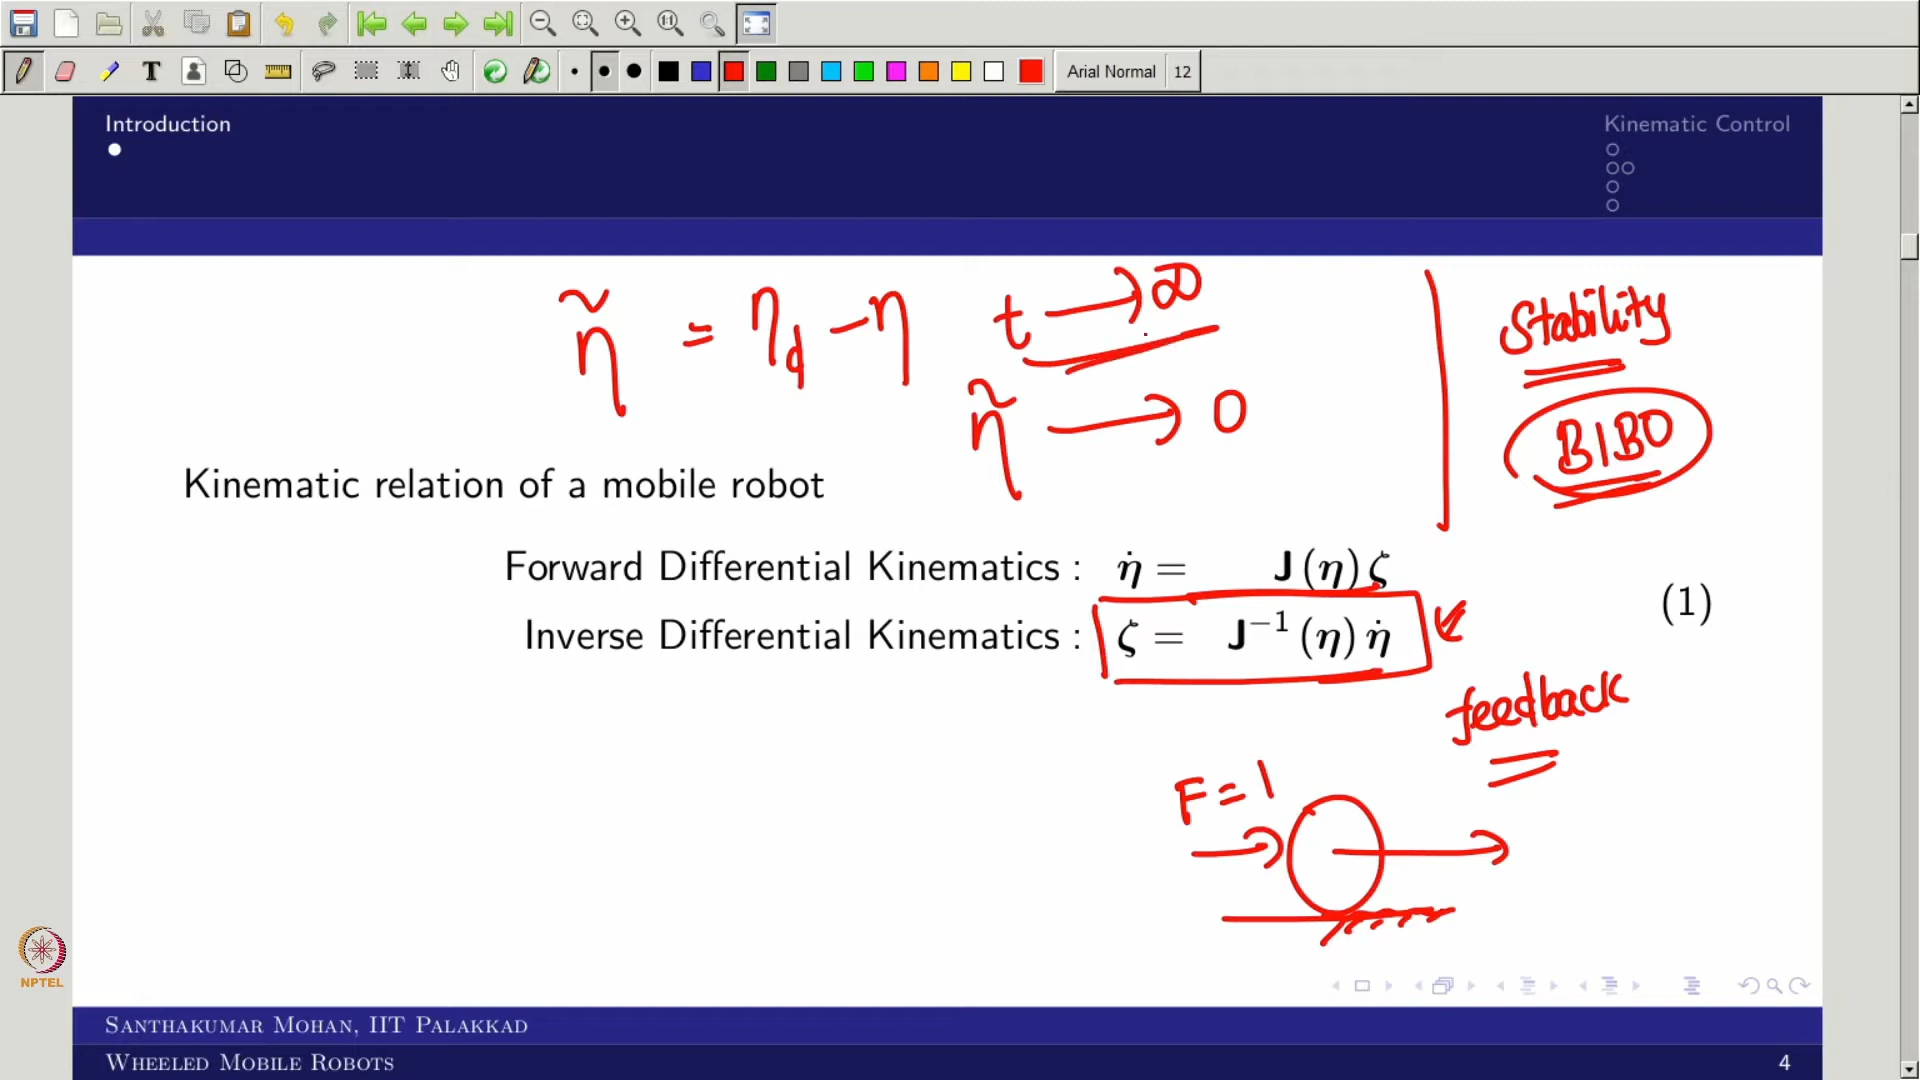 Arial Normal 12
Introduction
Kinematic Control
η̃ = η_d − η
t → ∞
η̃ → 0
Stability
BIBO
Kinematic relation of a mobile robot
Forward Differential Kinematics : η̇ = J (η) ζ
Inverse Differential Kinematics : ζ = J⁻¹ (η) η̇
(1)
feedback
F = 1
NPTEL
SANTHAKUMAR MOHAN, IIT PALAKKAD
WHEELED MOBILE ROBOTS
4